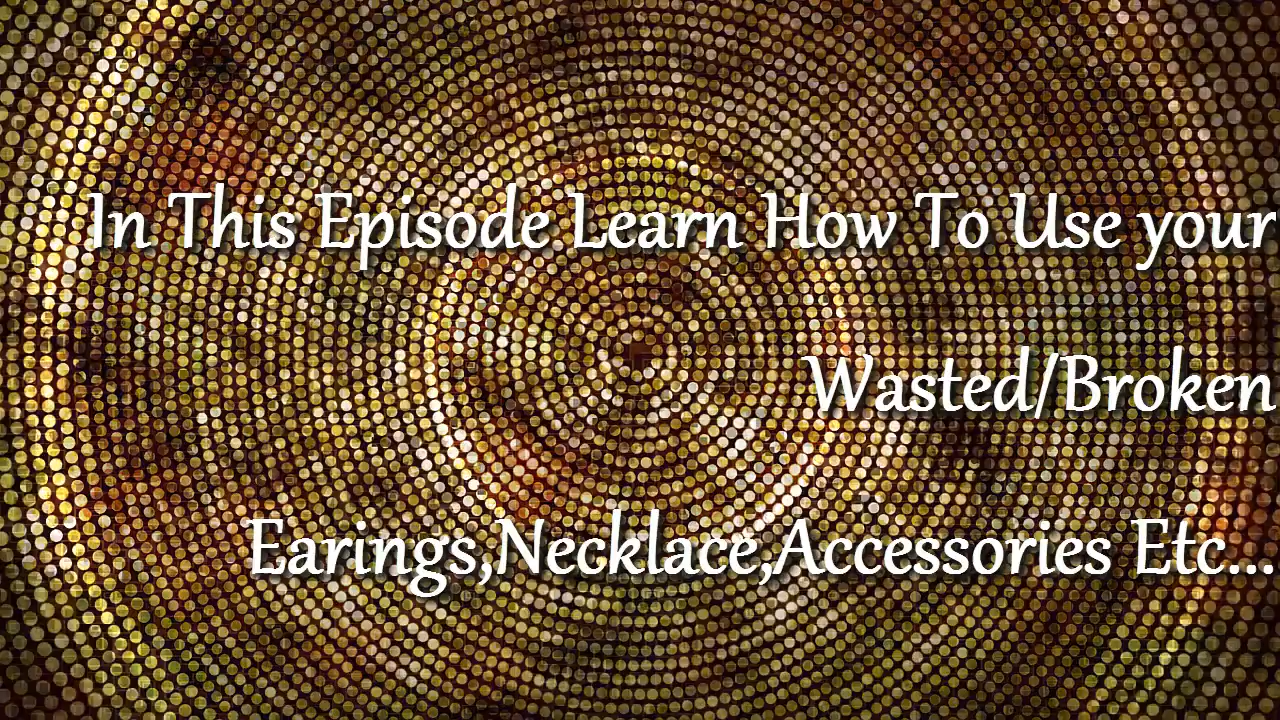 In This Episode Learn How To Use your
Wasted/Broken
Earings,Necklace,Accessories Etc...